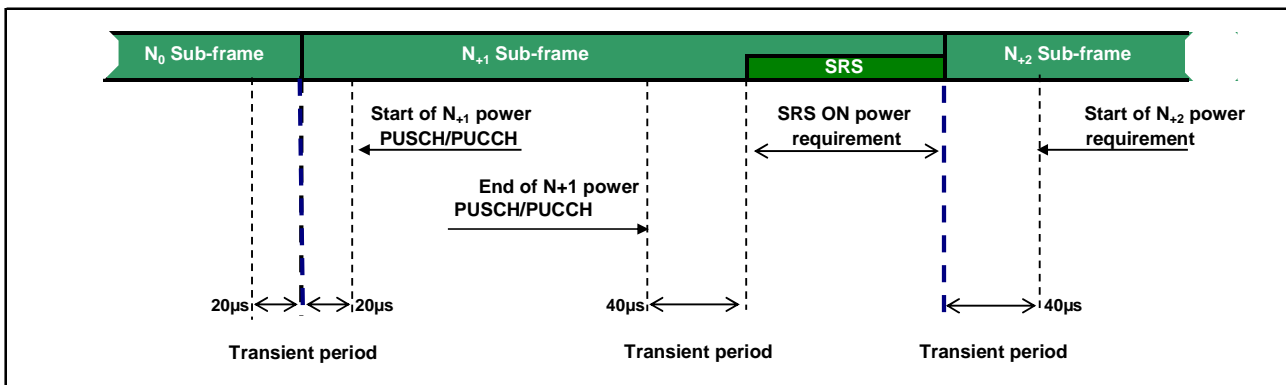 N₀ Sub-frame
N₊₁ Sub-frame
N₊₂ Sub-frame
SRS
Start of N₊₁ power
PUSCH/PUCCH
SRS ON power
requirement
Start of N₊₂ power
requirement
End of N+1 power
PUSCH/PUCCH
20µs
20µs
40µs
40µs
Transient period
Transient period
Transient period